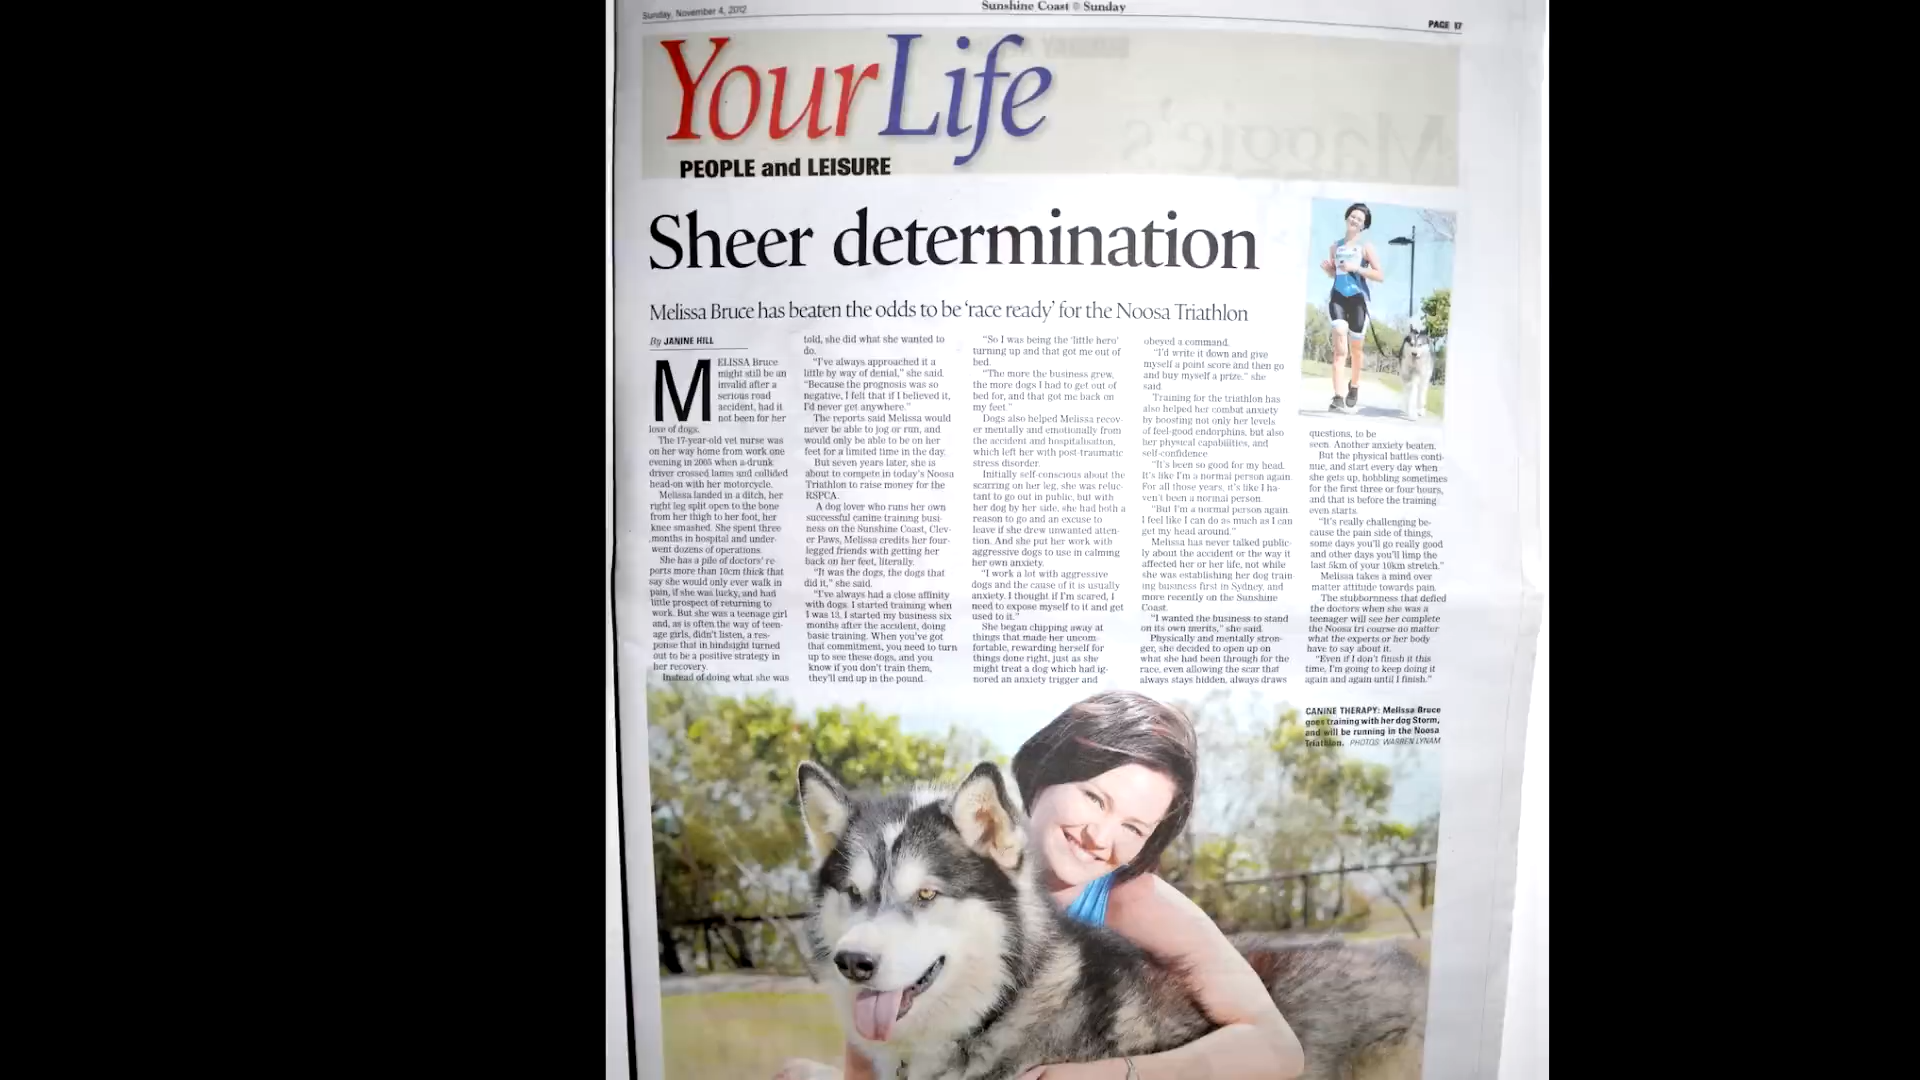 Sunday, November 4, 2012
Sunshine Coast Sunday
PAGE 17
YourLife
PEOPLE and LEISURE
Sheer determination
Melissa Bruce has beaten the odds to be ‘race ready’ for the Noosa Triathlon
By JANINE HILL
MELISSA Bruce
might still be an
invalid after a
serious road
accident, had it
not been for her
love of dogs.
The 17-year-old vet nurse was
on her way home from work one
evening in 2005 when a drunk
driver crossed lanes and collided
head-on with her motorcycle.
Melissa landed in a ditch, her
right leg split open to the bone
from her thigh to her foot, her
knee smashed. She spent three
months in hospital and under-
went dozens of operations.
She has a pile of doctors’ re-
ports more than 10cm thick that
say she would only ever walk in
pain, if she was lucky, and had
little prospect of returning to
work. But she was a teenage girl
and, as is often the way of teen-
age girls, didn’t listen, a res-
ponse that in hindsight turned
out to be a positive strategy in
her recovery.
Instead of doing what she was
told, she did what she wanted to
do.
“I’ve always approached it a
little by way of denial,” she said.
“Because the prognosis was so
negative, I felt that if I believed it,
I’d never get anywhere.”
The reports said Melissa would
never be able to jog or run, and
would only be able to be on her
feet for a limited time in the day.
But seven years later, she is
about to compete in today’s Noosa
Triathlon to raise money for the
RSPCA.
A dog lover who runs her own
successful canine training busi-
ness on the Sunshine Coast, Clev-
er Paws, Melissa credits her four-
legged friends with getting her
back on her feet, literally.
“It was the dogs, the dogs that
did it,” she said.
“I’ve always had a close affinity
with dogs. I started training when
I was 13. I started my business six
months after the accident, doing
basic training. When you’ve got
that commitment, you need to turn
up to see these dogs, and you
know if you don’t train them,
they’ll end up in the pound.
“So I was being the ‘little hero’
turning up and that got me out of
bed.
“The more the business grew,
the more dogs I had to get out of
bed for, and that got me back on
my feet.”
Dogs also helped Melissa recov-
er mentally and emotionally from
the accident and hospitalisation,
which left her with post-traumatic
stress disorder.
Initially self-conscious about the
scarring on her leg, she was reluc-
tant to go out in public, but with
her dog by her side, she had both a
reason to go and an excuse to
leave if she drew unwanted atten-
tion. And she put her work with
aggressive dogs to use in calming
her own anxiety.
“I work a lot with aggressive
dogs and the cause of it is usually
anxiety. I thought if I’m scared, I
need to expose myself to it and get
used to it.”
She began chipping away at
things that made her uncom-
fortable, rewarding herself for
things done right, just as she
might treat a dog which had ig-
nored an anxiety trigger and
obeyed a command.
“I’d write it down and give
myself a point score and then go
and buy myself a prize,” she
said.
Training for the triathlon has
also helped her combat anxiety
by boosting not only her levels
of feel-good endorphins, but also
her physical capabilities, and
self-confidence.
“It’s been so good for my head.
It’s like I’m a normal person again.
For all those years, it’s like I ha-
ven’t been a normal person.
“But I’m a normal person again.
I feel like I can do as much as I can
get my head around.”
Melissa has never talked public-
ly about the accident or the way it
affected her or her life, not while
she was establishing her dog train-
ing business first in Sydney, and
more recently on the Sunshine
Coast.
“I wanted the business to stand
on its own merits,” she said.
Physically and mentally stron-
ger, she decided to open up on
what she had been through for the
race, even allowing the scar that
always stays hidden, always draws
questions, to be
seen. Another anxiety beaten.
But the physical battles conti-
nue, and start every day when
she gets up, hobbling sometimes
for the first three or four hours,
and that is before the training
even starts.
“It’s really challenging be-
cause the pain side of things,
some days you’ll go really good
and other days you’ll limp the
last 5km of your 10km stretch.”
Melissa takes a mind over
matter attitude towards pain.
The stubbornness that defied
the doctors when she was a
teenager will see her complete
the Noosa tri course no matter
what the experts or her body
have to say about it.
“Even if I don’t finish it this
time, I’m going to keep doing it
again and again until I finish.”
CANINE THERAPY: Melissa Bruce
goes training with her dog Storm,
and will be running in the Noosa
Triathlon. PHOTOS: WARREN LYNAM